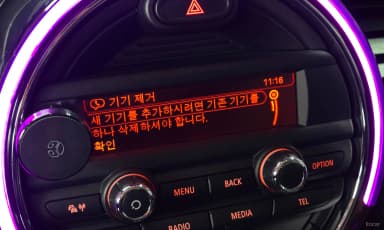 11:16
기기 제거
새 기기를 추가하시려면 기존 기기를
하나 삭제하셔야 합니다.
확인
MENU
BACK
OPTION
RADIO
MEDIA
TEL